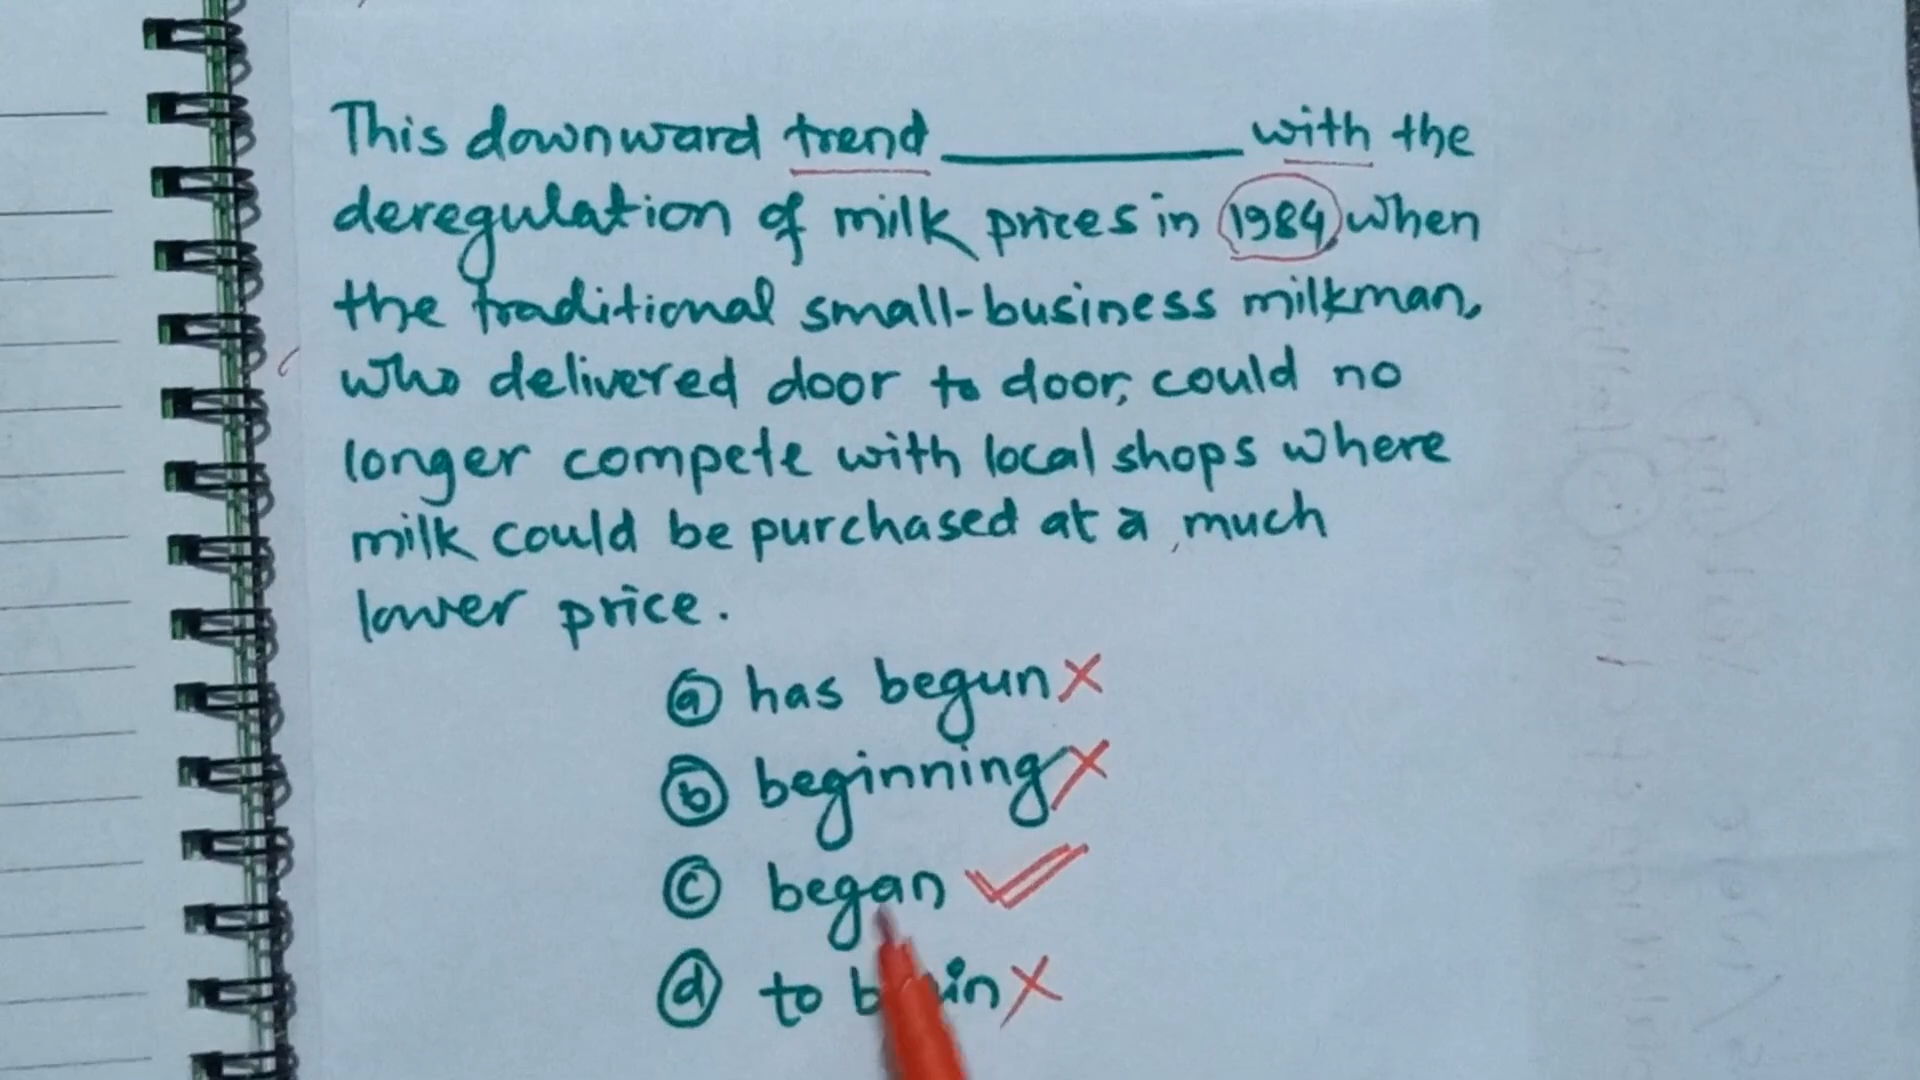 This downward trend __________ with the
deregulation of milk prices in 1984, when
the traditional small-business milkman,
who delivered door to door, could no
longer compete with local shops where
milk could be purchased at a much
lower price.
ⓐ has begun ✗
ⓑ beginning ✗
ⓒ began ✓
ⓓ to ✗